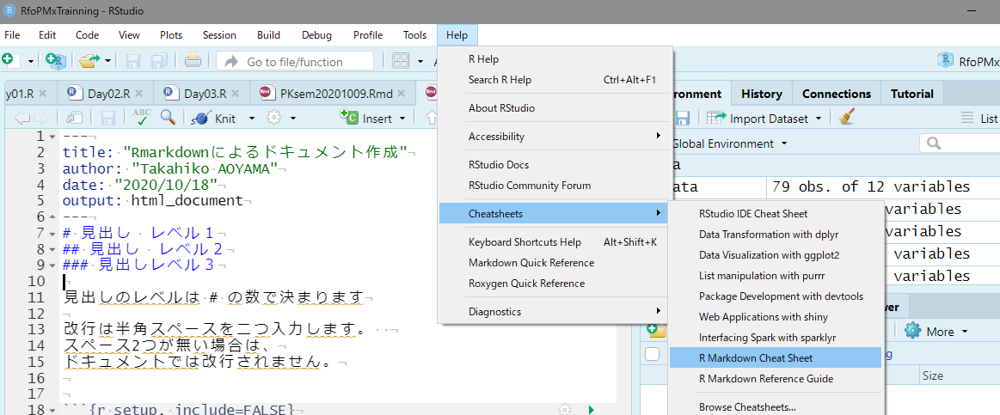 RfoPMxTrainning - RStudio
File Edit Code View Plots Session Build Debug Profile Tools Help
Go to file/function
RfoPMx
y01.R × Day02.R × Day03.R × PKsem20201009.Rmd ×
ABC Knit Insert
1 ---
2 title: "Rmarkdownによるドキュメント作成"
3 author: "Takahiko AOYAMA"
4 date: "2020/10/18"
5 output: html_document
6 ---
7 # 見出し レベル１
8 ## 見出し レベル２
9 ### 見出しレベル３
10
11 見出しのレベルは # の数で決まります
12
13 改行は半角スペースを二つ入力します。
14 スペース2つが無い場合は、
15 ドキュメントでは改行されません。
16
17
18 ```{r setup, include=FALSE}
R Help
Search R Help Ctrl+Alt+F1
About RStudio
Accessibility
RStudio Docs
RStudio Community Forum
Cheatsheets
Keyboard Shortcuts Help Alt+Shift+K
Markdown Quick Reference
Roxygen Quick Reference
Diagnostics
RStudio IDE Cheat Sheet
Data Transformation with dplyr
Data Visualization with ggplot2
List manipulation with purrr
Package Development with devtools
Web Applications with shiny
Interfacing Spark with sparklyr
R Markdown Cheat Sheet
R Markdown Reference Guide
Browse Cheatsheets...
ronment History Connections Tutorial
Import Dataset List
Global Environment
a
ata 79 obs. of 12 variables
variables
variables
variables
variables
wer
More
g
Size